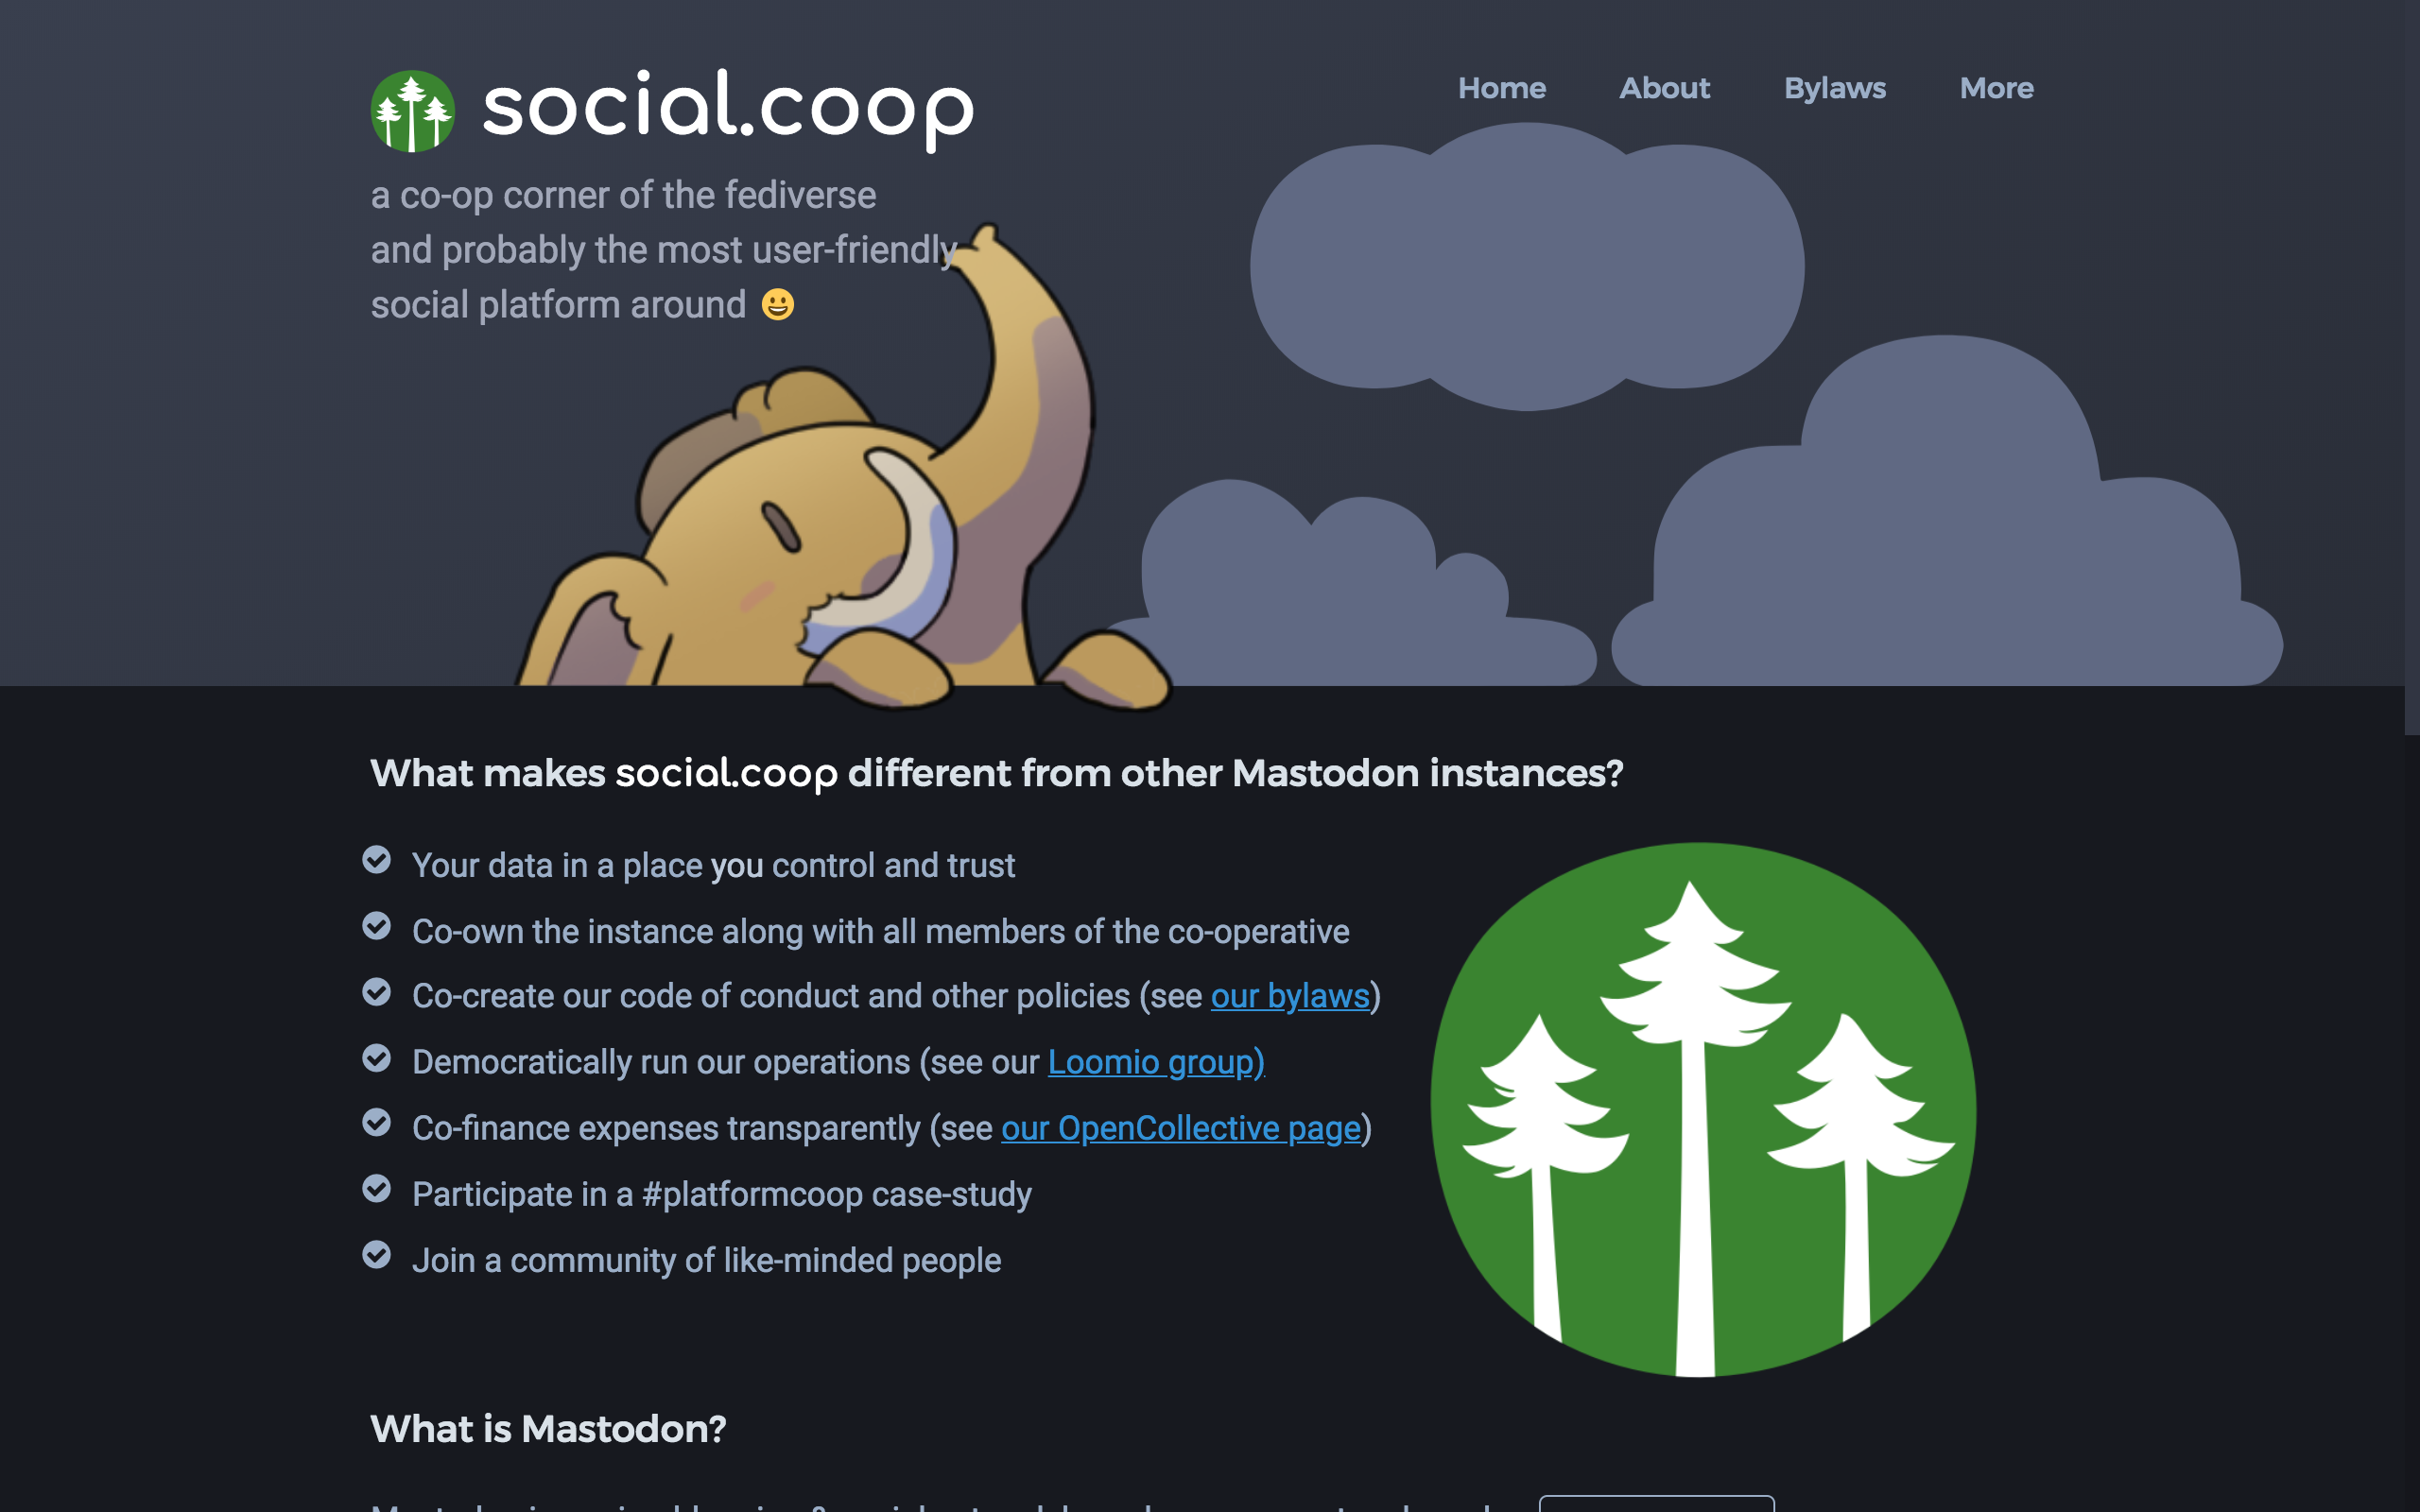 social.coop
Home About Bylaws More
a co-op corner of the fediverse
and probably the most user-friendly
social platform around 😀
What makes social.coop different from other Mastodon instances?
Your data in a place you control and trust
Co-own the instance along with all members of the co-operative
Co-create our code of conduct and other policies (see our bylaws)
Democratically run our operations (see our Loomio group)
Co-finance expenses transparently (see our OpenCollective page)
Participate in a #platformcoop case-study
Join a community of like-minded people
What is Mastodon?